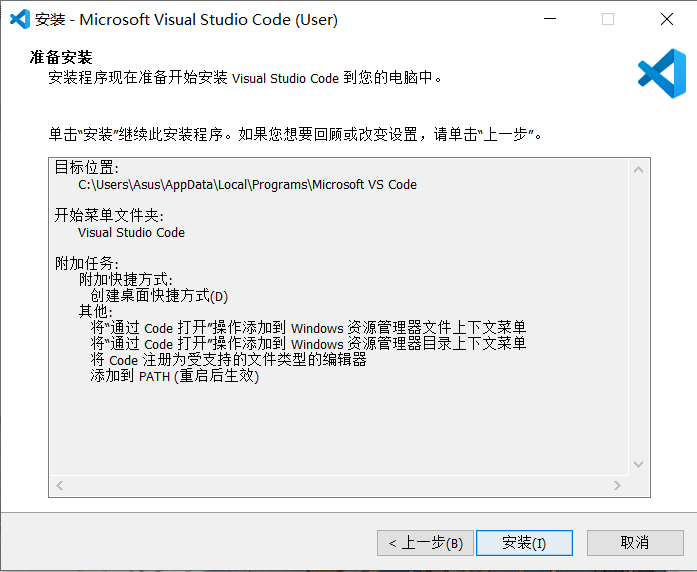 安装 - Microsoft Visual Studio Code (User)
准备安装
安装程序现在准备开始安装 Visual Studio Code 到您的电脑中。
单击“安装”继续此安装程序。如果您想要回顾或改变设置，请单击“上一步”。
目标位置:
C:\Users\Asus\AppData\Local\Programs\Microsoft VS Code
开始菜单文件夹:
Visual Studio Code
附加任务:
附加快捷方式:
创建桌面快捷方式(D)
其他:
将“通过 Code 打开”操作添加到 Windows 资源管理器文件上下文菜单
将“通过 Code 打开”操作添加到 Windows 资源管理器目录上下文菜单
将 Code 注册为受支持的文件类型的编辑器
添加到 PATH (重启后生效)
< 上一步(B) 安装(I) 取消